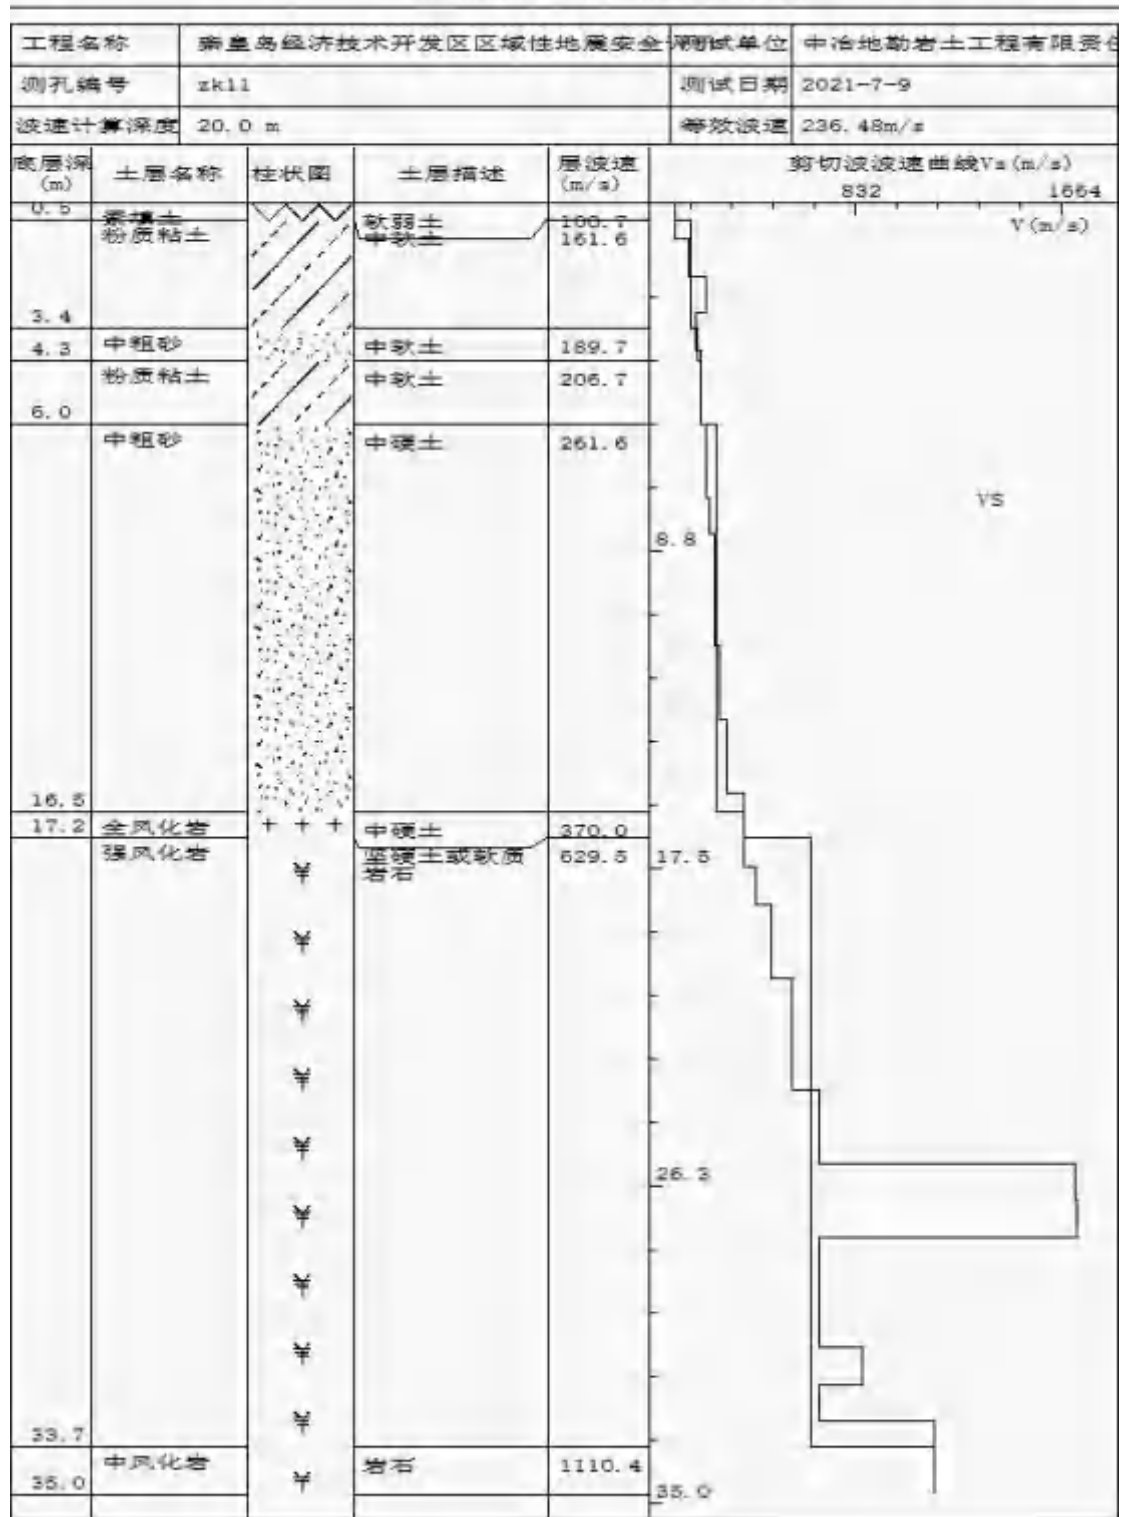 工程名称 秦皇岛经济技术开发区区域性地震安全 测试单位 中冶地勘岩土工程有限责任
测孔编号 zk11 测试日期 2021-7-9
波速计算深度 20.0 m 等效波速 236.48m/s
底层深(m) 土层名称 柱状图 土层描述 层波速(m/s) 剪切波波速曲线Vs(m/s)
832 1664
V(m/s)
0.5 素填土 软弱土 100.7
粉质粘土 中软土 161.6
3.4
4.3 中粗砂 中软土 189.7
粉质粘土 中软土 206.7
6.0
中粗砂 中硬土 261.6
VS
8.8
16.5
17.2 全风化岩 中硬土 370.0
强风化岩 坚硬土或软质 629.5 17.5
岩石
26.3
33.7
中风化岩 岩石 1110.4
35.0 35.0